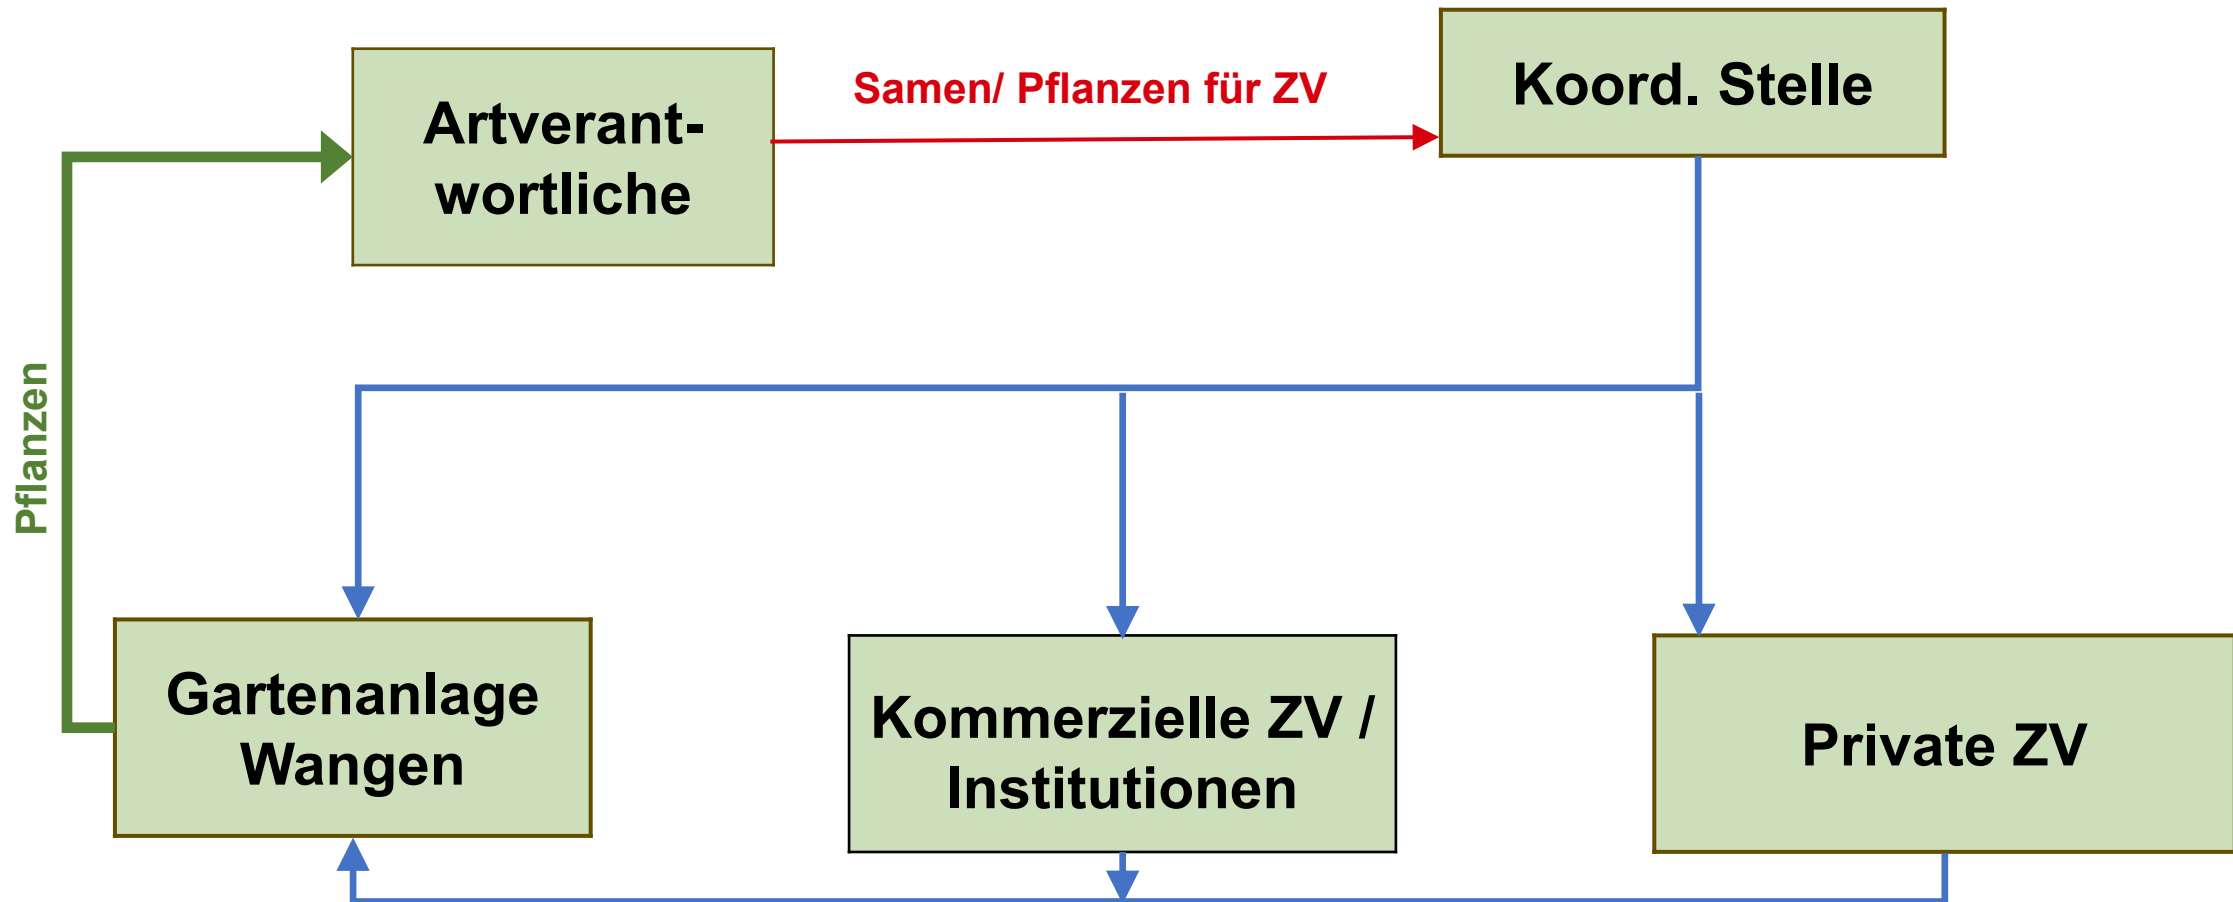 Artverant-
wortliche
Samen/ Pflanzen für ZV
Koord. Stelle
Pflanzen
Gartenanlage
Wangen
Kommerzielle ZV /
Institutionen
Private ZV